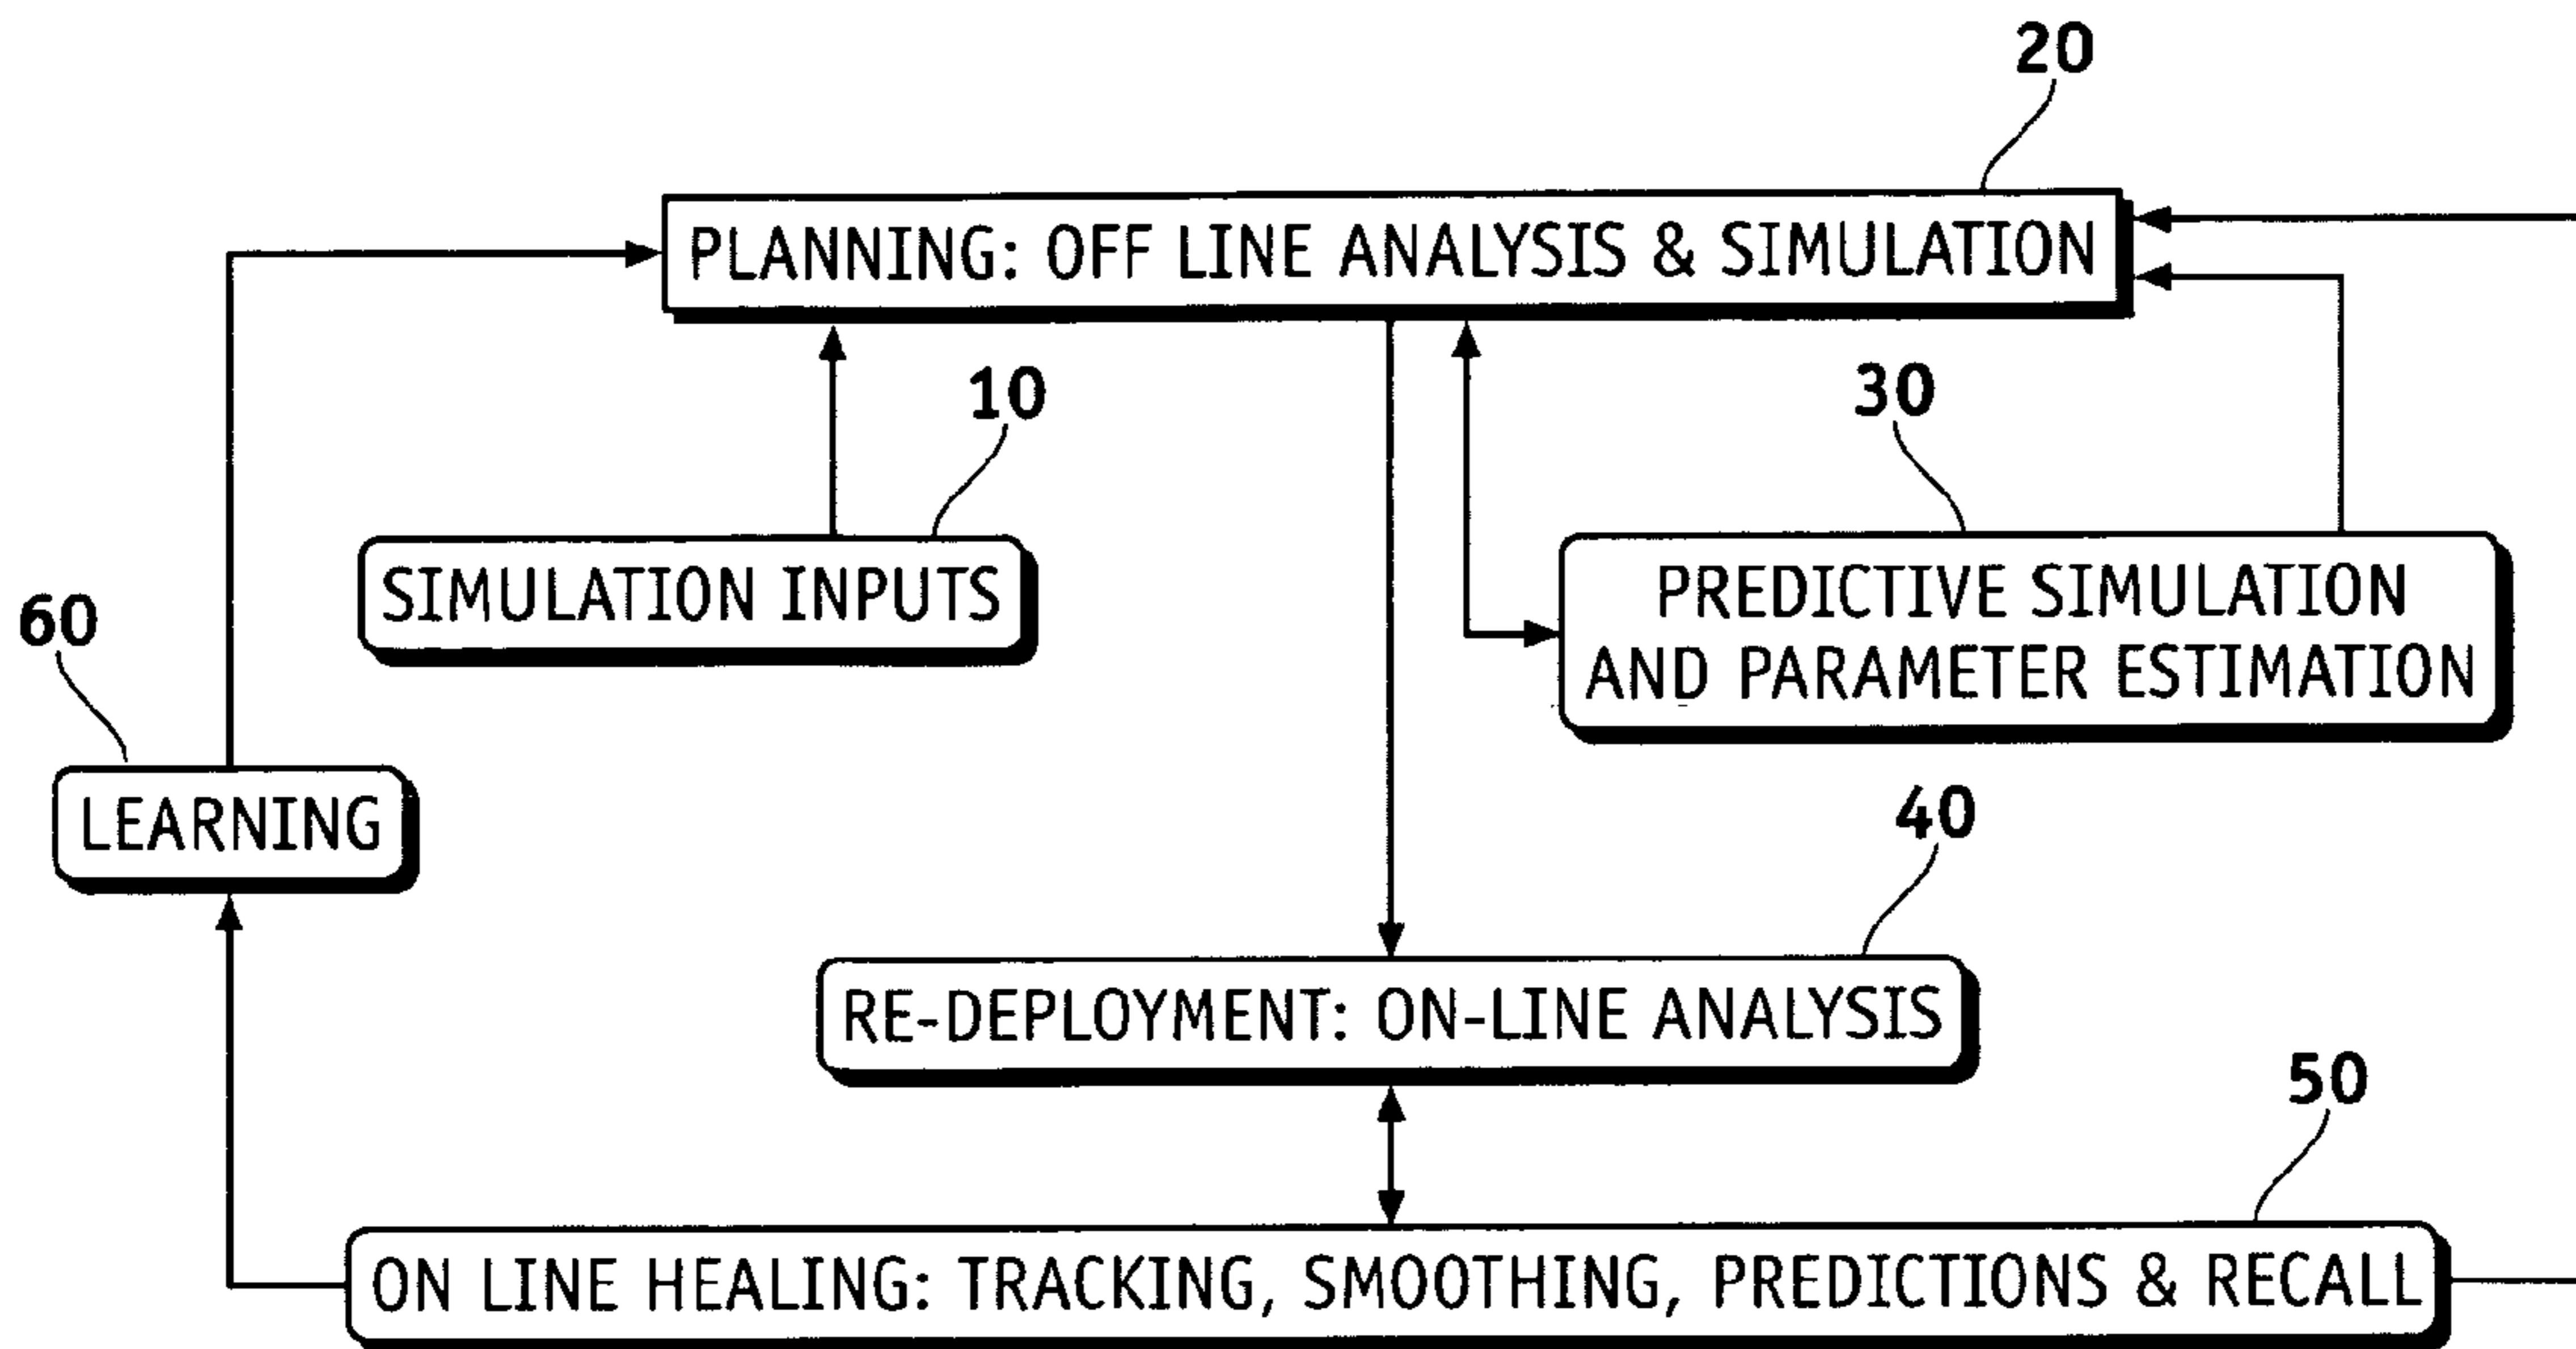 20
PLANNING: OFF LINE ANALYSIS & SIMULATION
10
30
SIMULATION INPUTS
PREDICTIVE SIMULATION
AND PARAMETER ESTIMATION
60
LEARNING
40
RE-DEPLOYMENT: ON-LINE ANALYSIS
50
ON LINE HEALING: TRACKING, SMOOTHING, PREDICTIONS & RECALL